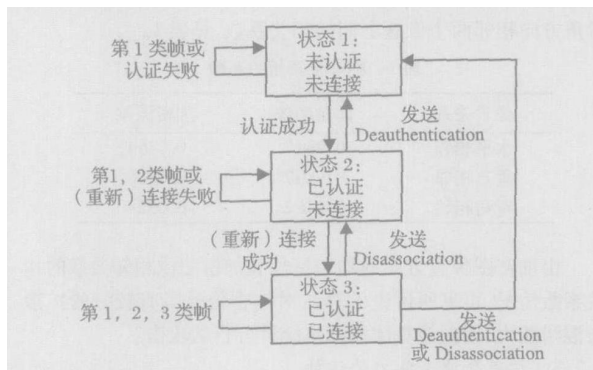 第 1 类帧或
认证失败
状态 1:
未认证
未连接
认证成功
发送
Deauthentication
第1, 2类帧或
(重新)连接失败
状态 2:
已认证
未连接
(重新)连接
成功
发送
Disassociation
第 1, 2, 3 类帧
状态 3:
已认证
已连接
发送
Deauthentication
或 Disassociation